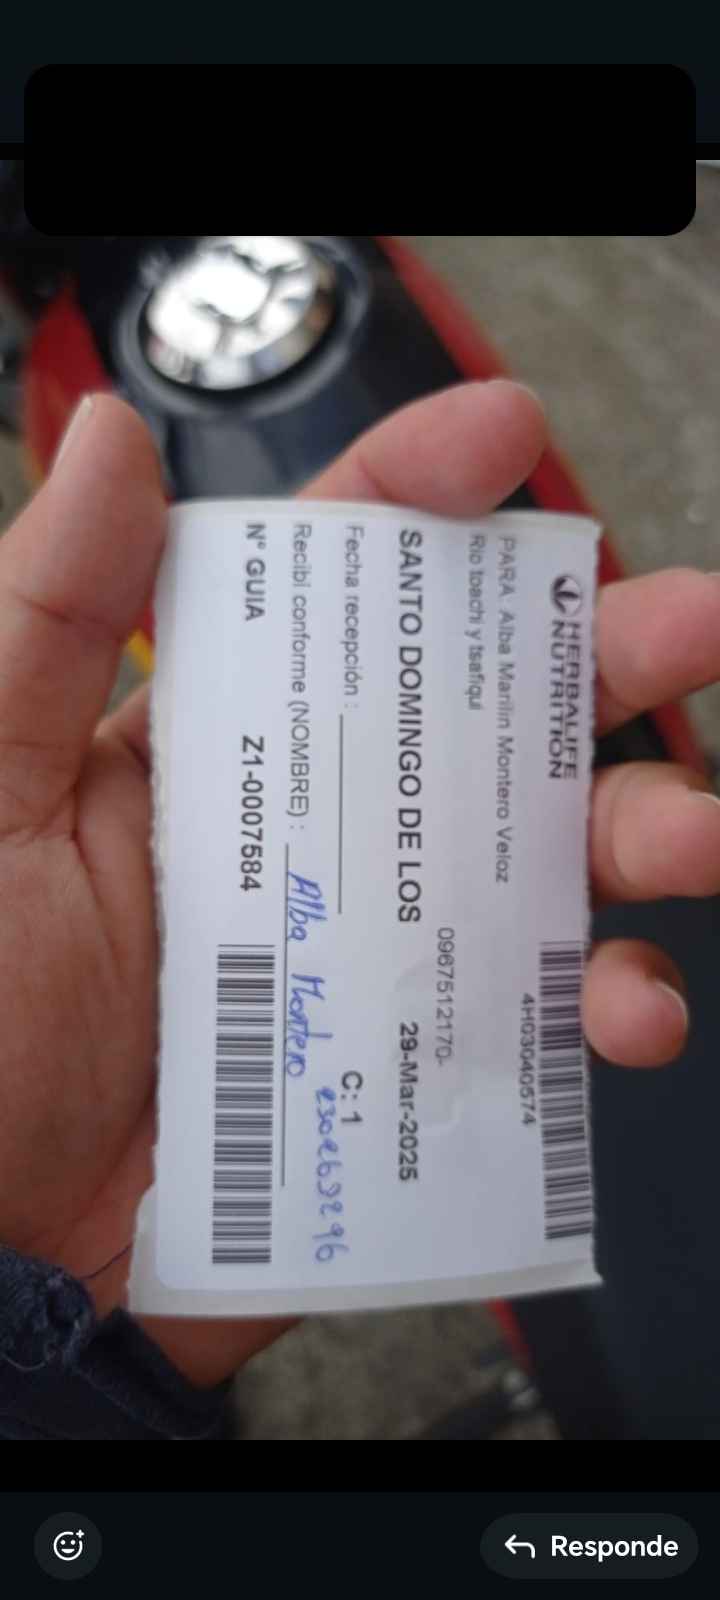 HERBALIFE
NUTRITION
4H03040574
PARA Alba Marilin Montero Veloz
Rio toachi y tsafiqui
0967512170-
SANTO DOMINGO DE LOS 29-Mar-2025
Fecha recepción : C: 1
Recibí conforme (NOMBRE) : Alba Montero
N° GUIA Z1-0007584
Responde